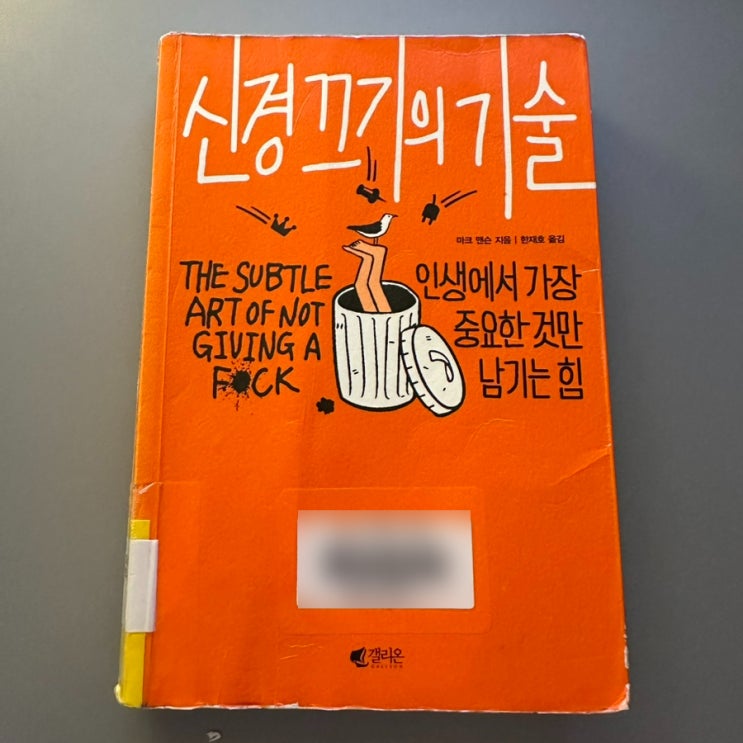 신경끄기의기술
마크 맨슨 지음 | 한재호 옮김
THE SUBTLE
ART OF NOT
GIVING A
F*CK
인생에서 가장
중요한 것만
남기는 힘
갤리온
GALLEON